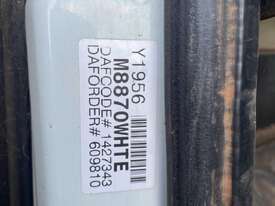 Y1956
M8870WHTE
DAFCODE# 1427343
DAFORDER# 609810